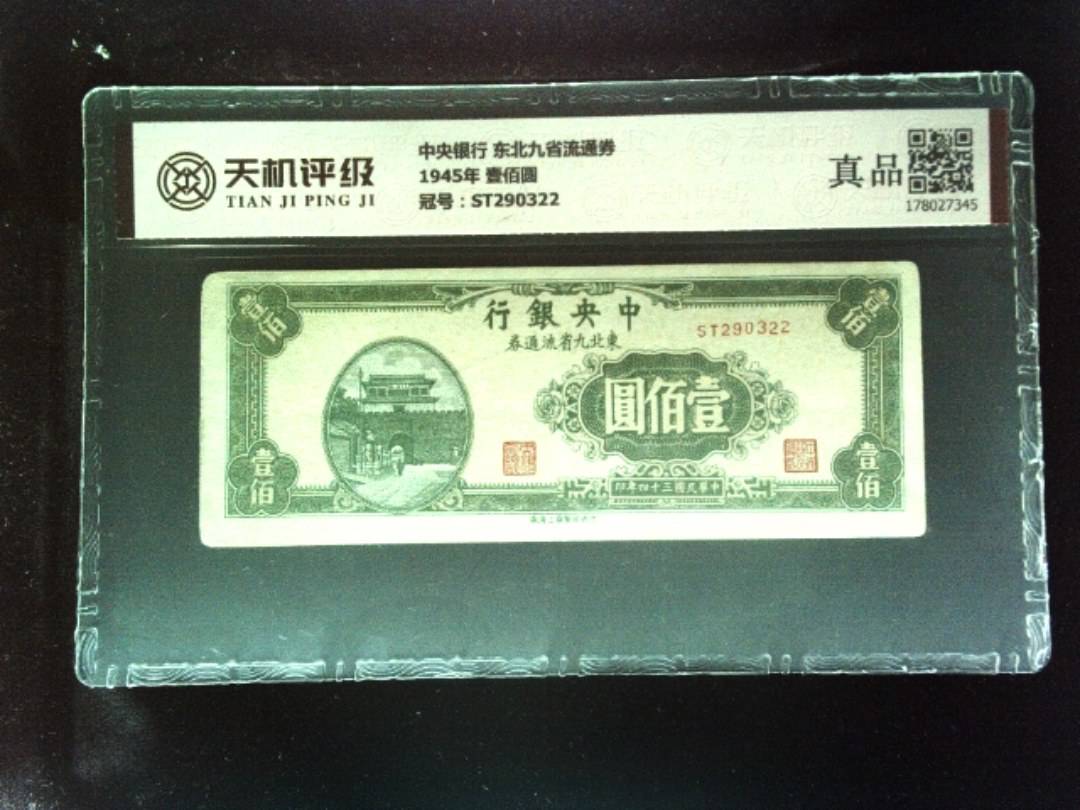 天机评级
TIAN JI PING JI
中央银行 东北九省流通券
1945年 壹佰圆
冠号：ST290322
真品
178027345
壹佰
壹佰
行銀央中
ST290322
券通流省九北東
圓佰壹
壹佰
壹佰
印年四十三國民華中